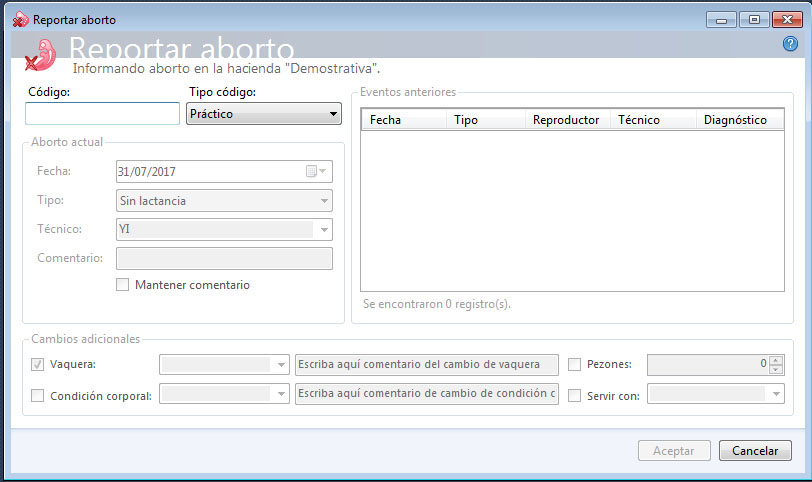 Reportar aborto
Reportar aborto
Informando aborto en la hacienda "Demostrativa".
Código: Tipo código:
Práctico
Aborto actual
Fecha: 31/07/2017
Tipo: Sin lactancia
Técnico: YI
Comentario:
Mantener comentario
Eventos anteriores
Fecha Tipo Reproductor Técnico Diagnóstico
Se encontraron 0 registro(s).
Cambios adicionales
Vaquera: Escriba aquí comentario del cambio de vaquera Pezones: 0
Condición corporal: Escriba aquí comentario de cambio de condición c Servir con:
Aceptar Cancelar